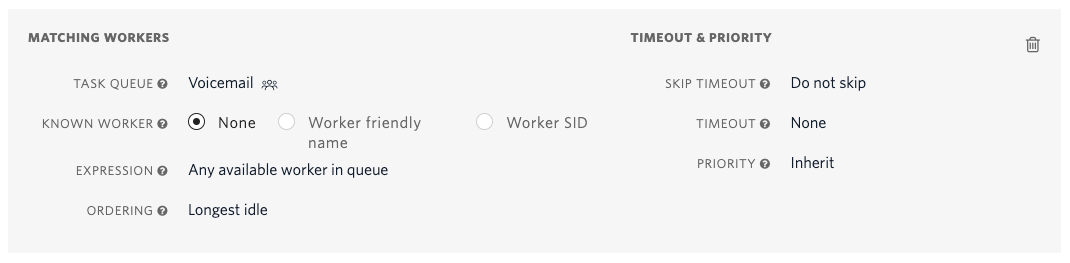 MATCHING WORKERS
TASK QUEUE Voicemail
KNOWN WORKER None Worker friendly name Worker SID
EXPRESSION Any available worker in queue
ORDERING Longest idle
TIMEOUT & PRIORITY
SKIP TIMEOUT Do not skip
TIMEOUT None
PRIORITY Inherit